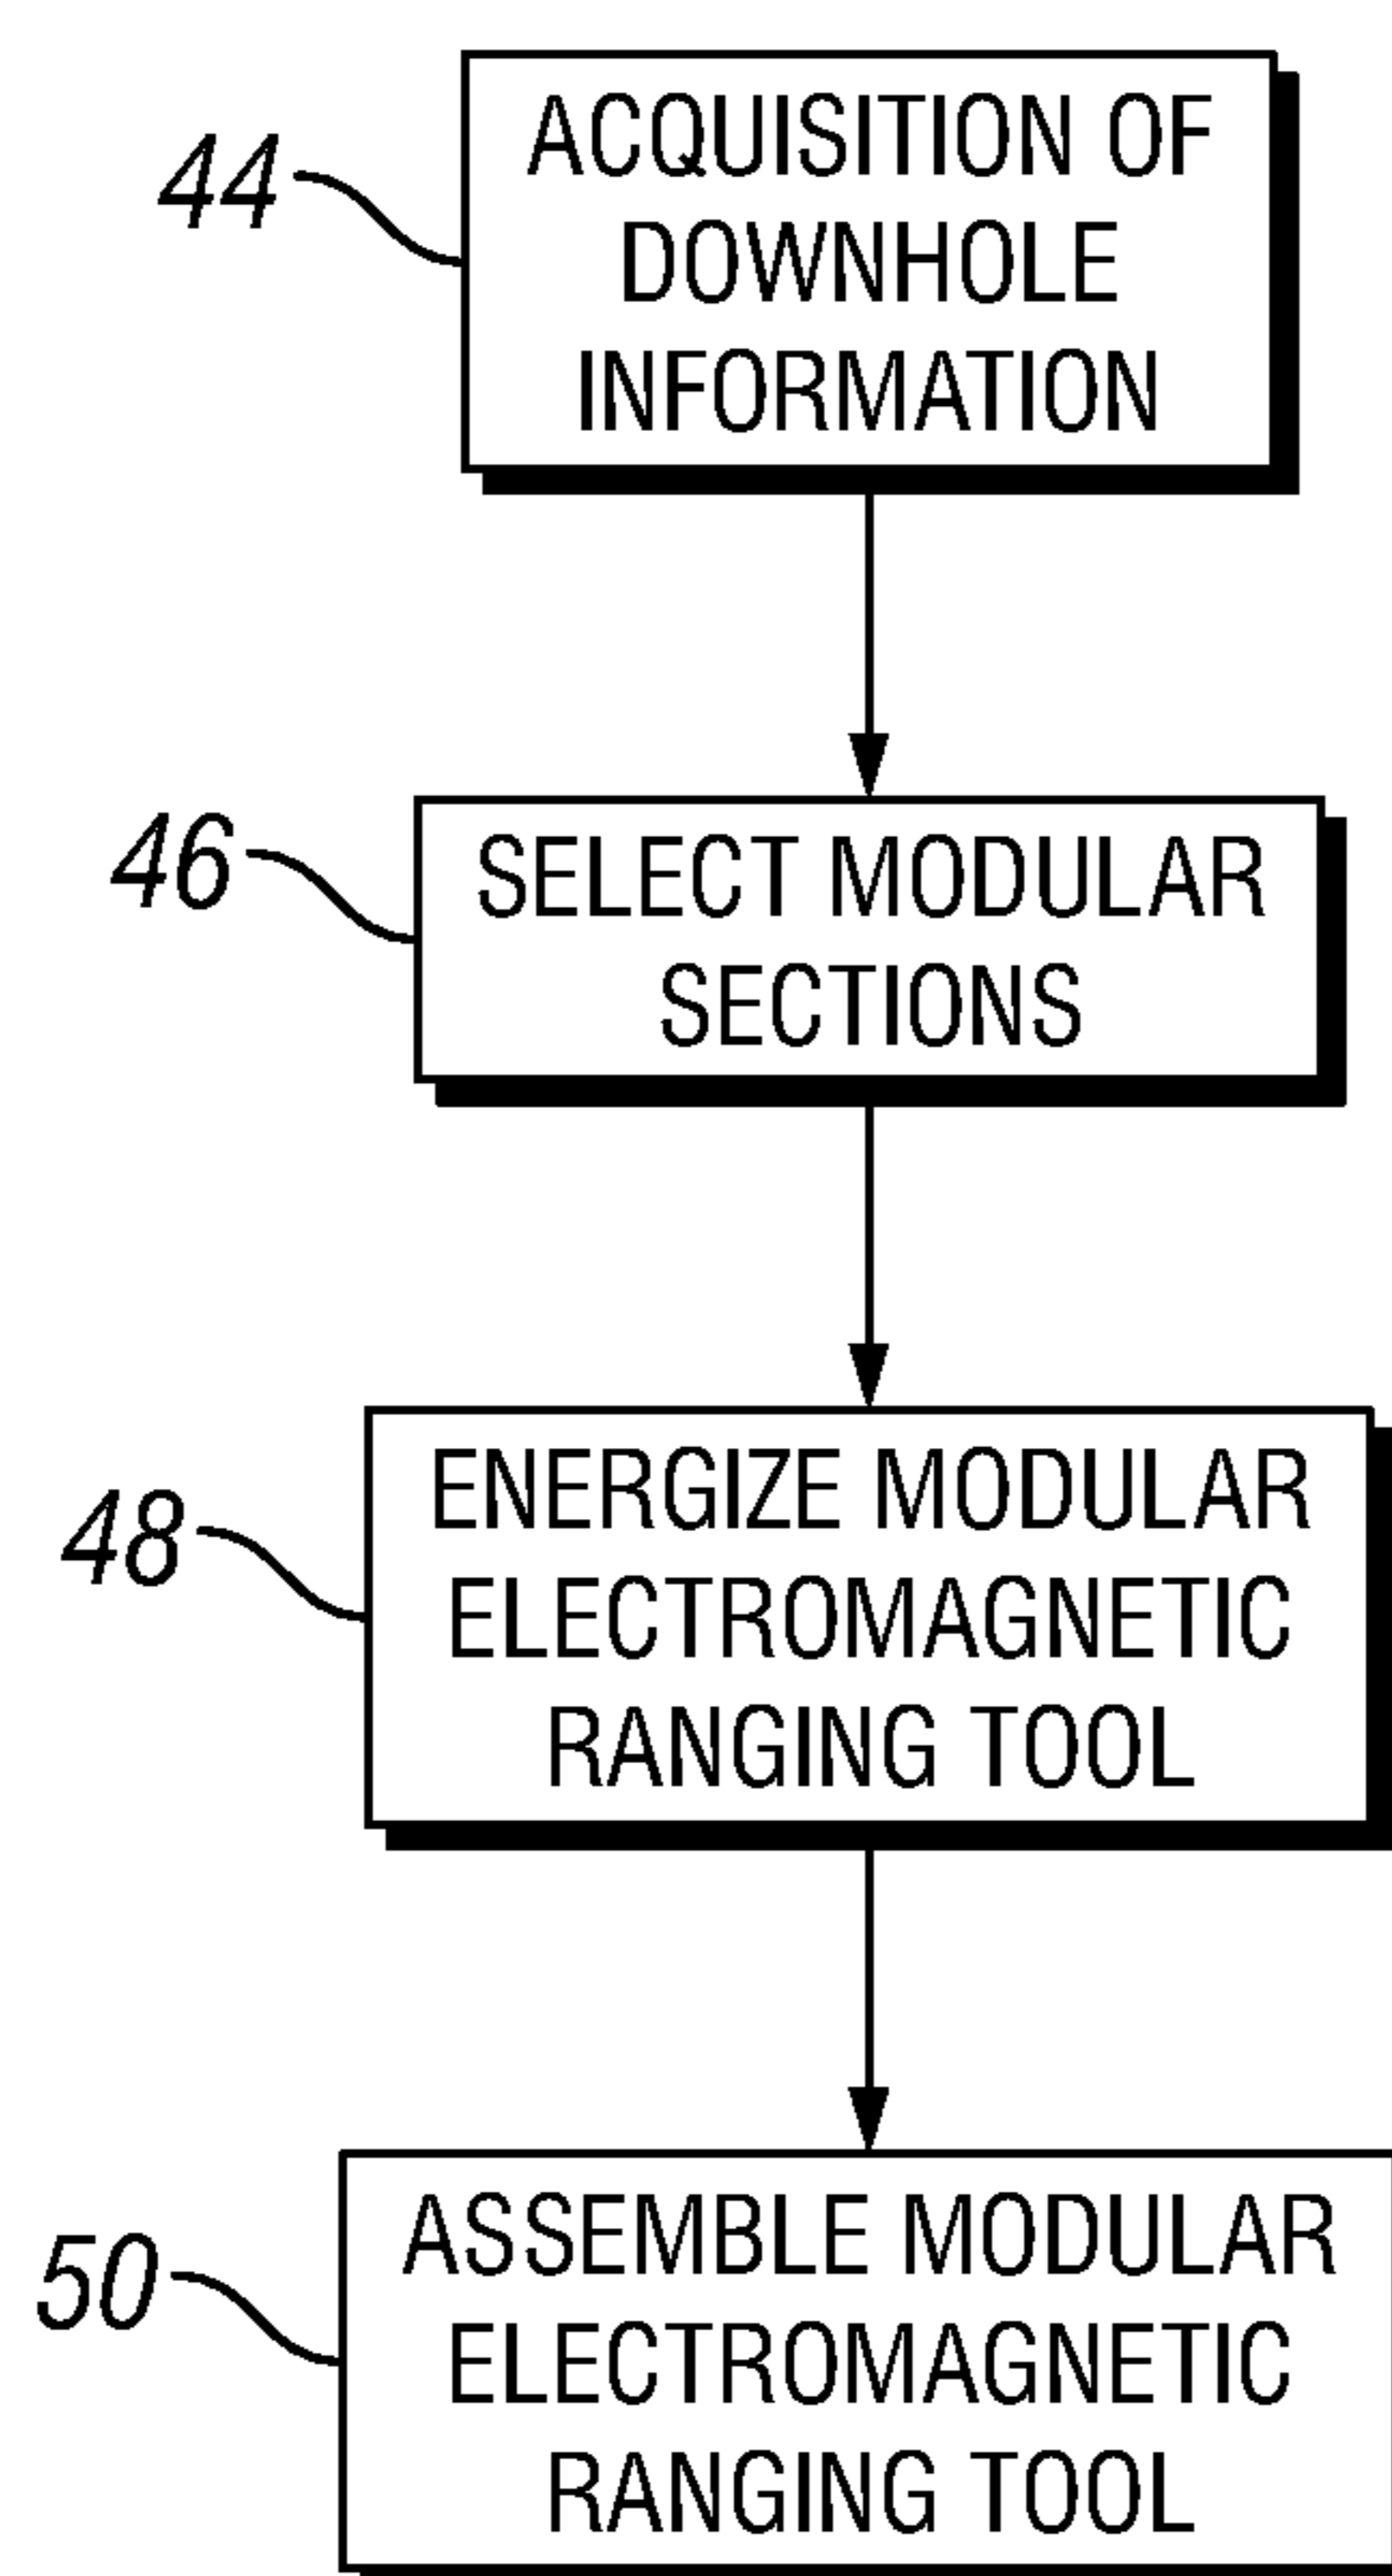 44
ACQUISITION OF
DOWNHOLE
INFORMATION
46
SELECT MODULAR
SECTIONS
48
ENERGIZE MODULAR
ELECTROMAGNETIC
RANGING TOOL
50
ASSEMBLE MODULAR
ELECTROMAGNETIC
RANGING TOOL